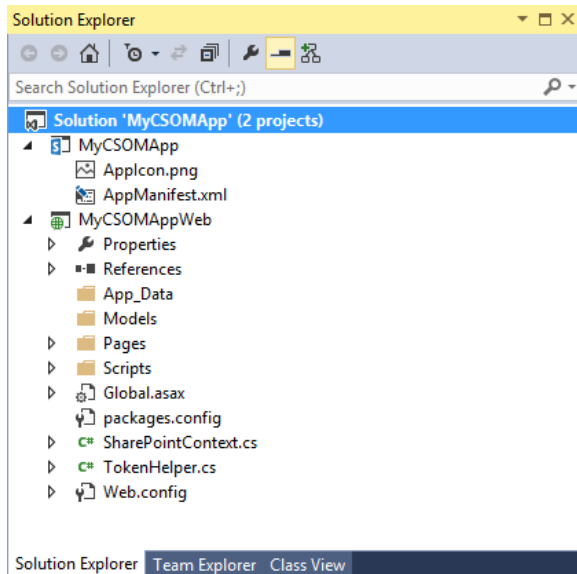 Solution Explorer
Search Solution Explorer (Ctrl+;)
Solution 'MyCSOMApp' (2 projects)
MyCSOMApp
AppIcon.png
AppManifest.xml
MyCSOMAppWeb
Properties
References
App_Data
Models
Pages
Scripts
Global.asax
packages.config
C# SharePointContext.cs
C# TokenHelper.cs
Web.config
Solution Explorer Team Explorer Class View